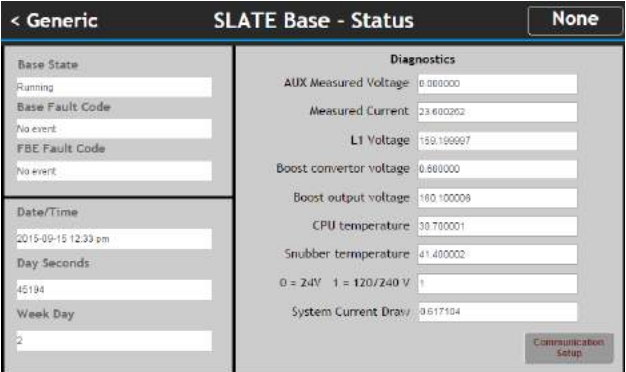 < Generic
SLATE Base - Status
None
Base State
Running
Base Fault Code
No event
FBE Fault Code
No event
Date/Time
2015-09-15 12:33 pm
Day Seconds
45194
Week Day
2
Diagnostics
AUX Measured Voltage 0.000000
Measured Current 23.600262
L1 Voltage 159.199997
Boost convertor voltage 0.600000
Boost output voltage 160.100006
CPU temperature 38.700001
Snubber termperature 41.400002
0 = 24V 1 = 120/240 V 1
System Current Draw 0.617104
Communication
Setup